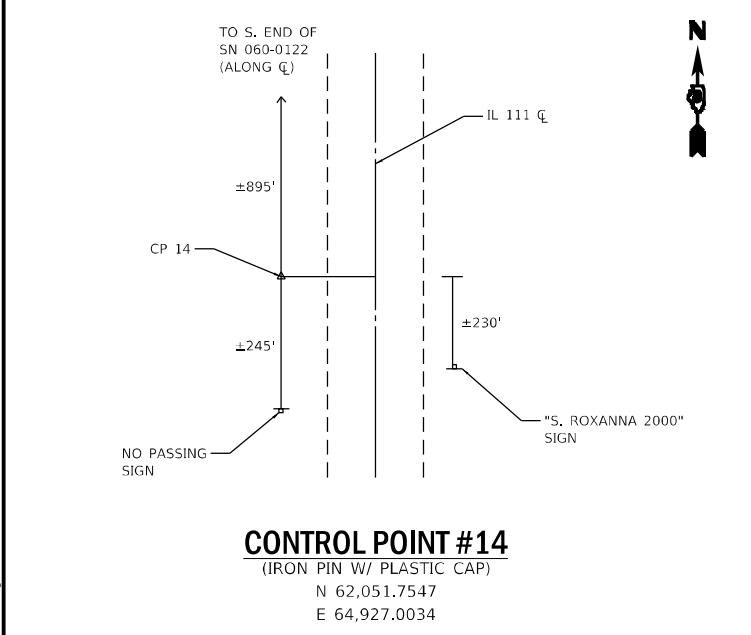 TO S. END OF
SN 060-0122
(ALONG ℄)
N
IL 111 ℄
±895'
CP 14
±230'
±245'
"S. ROXANNA 2000"
SIGN
NO PASSING
SIGN
CONTROL POINT #14
(IRON PIN W/ PLASTIC CAP)
N 62,051.7547
E 64,927.0034